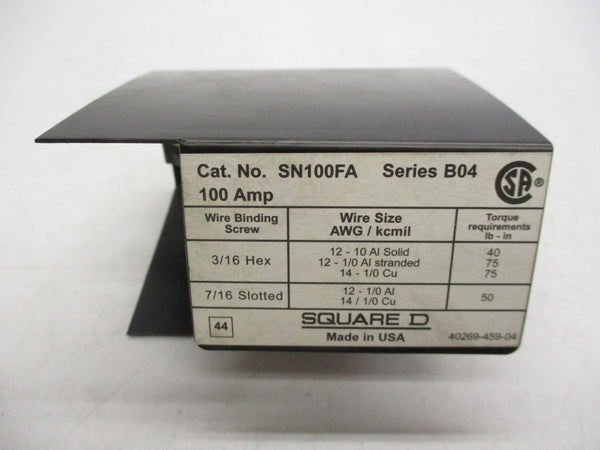 Cat. No. SN100FA Series B04
100 Amp
SA ®
Wire Binding Screw
Wire Size AWG / kcmil
Torque requirements lb - in
3/16 Hex
12 - 10 Al Solid 40
12 - 1/0 Al stranded 75
14 - 1/0 Cu 75
7/16 Slotted
12 - 1/0 Al
14 / 1/0 Cu
50
44
SQUARE D
Made in USA
40269-459-04